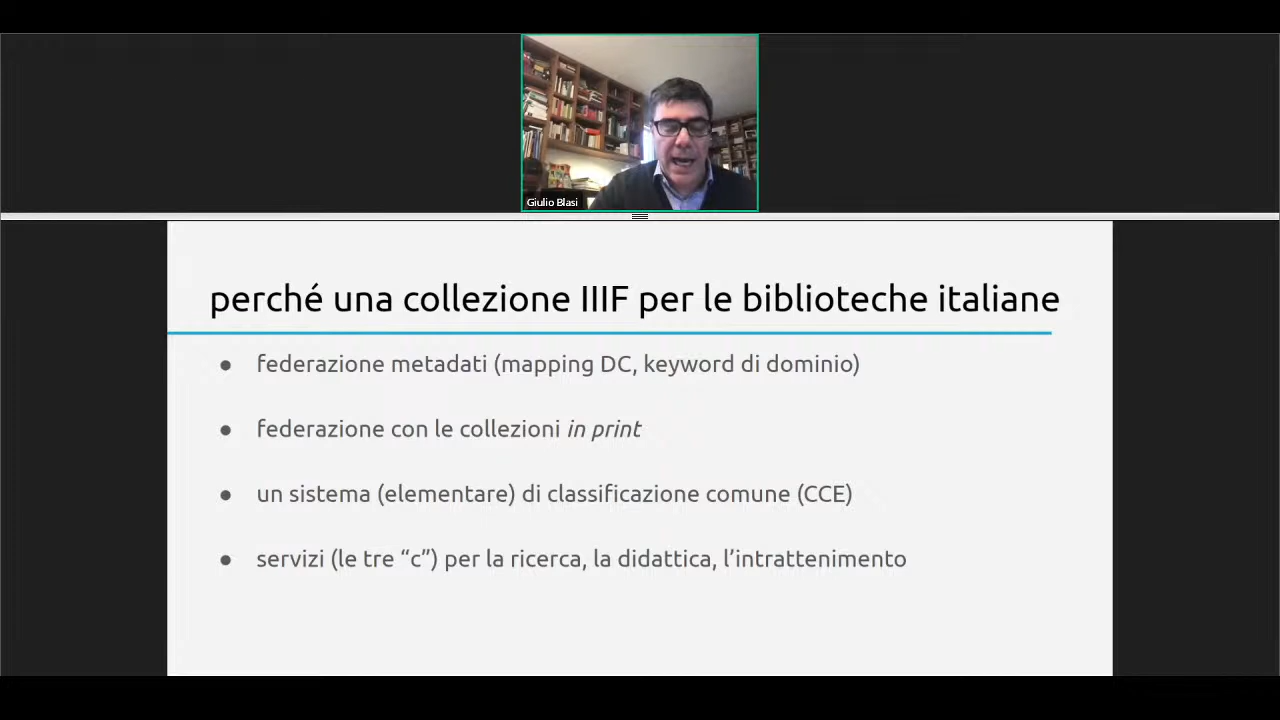 Giulio Blasi
perché una collezione IIIF per le biblioteche italiane
● federazione metadati (mapping DC, keyword di dominio)
● federazione con le collezioni in print
● un sistema (elementare) di classificazione comune (CCE)
● servizi (le tre “c”) per la ricerca, la didattica, l’intrattenimento